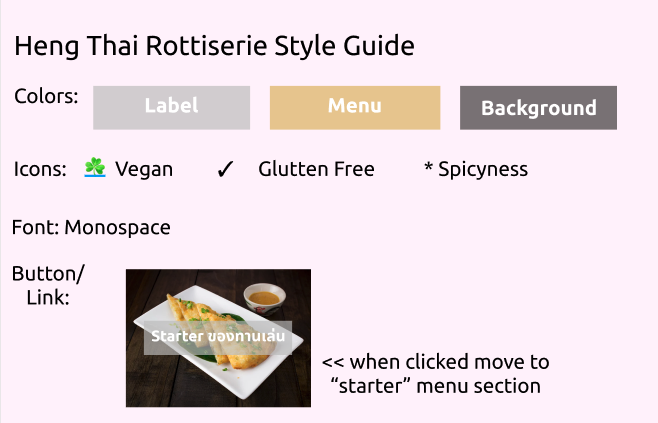 Heng Thai Rottiserie Style Guide
Colors: Label Menu Background
Icons: ☘ Vegan ✓ Glutten Free * Spicyness
Font: Monospace
Button/
Link:
Starter ของทานเล่น
<< when clicked move to
“starter” menu section